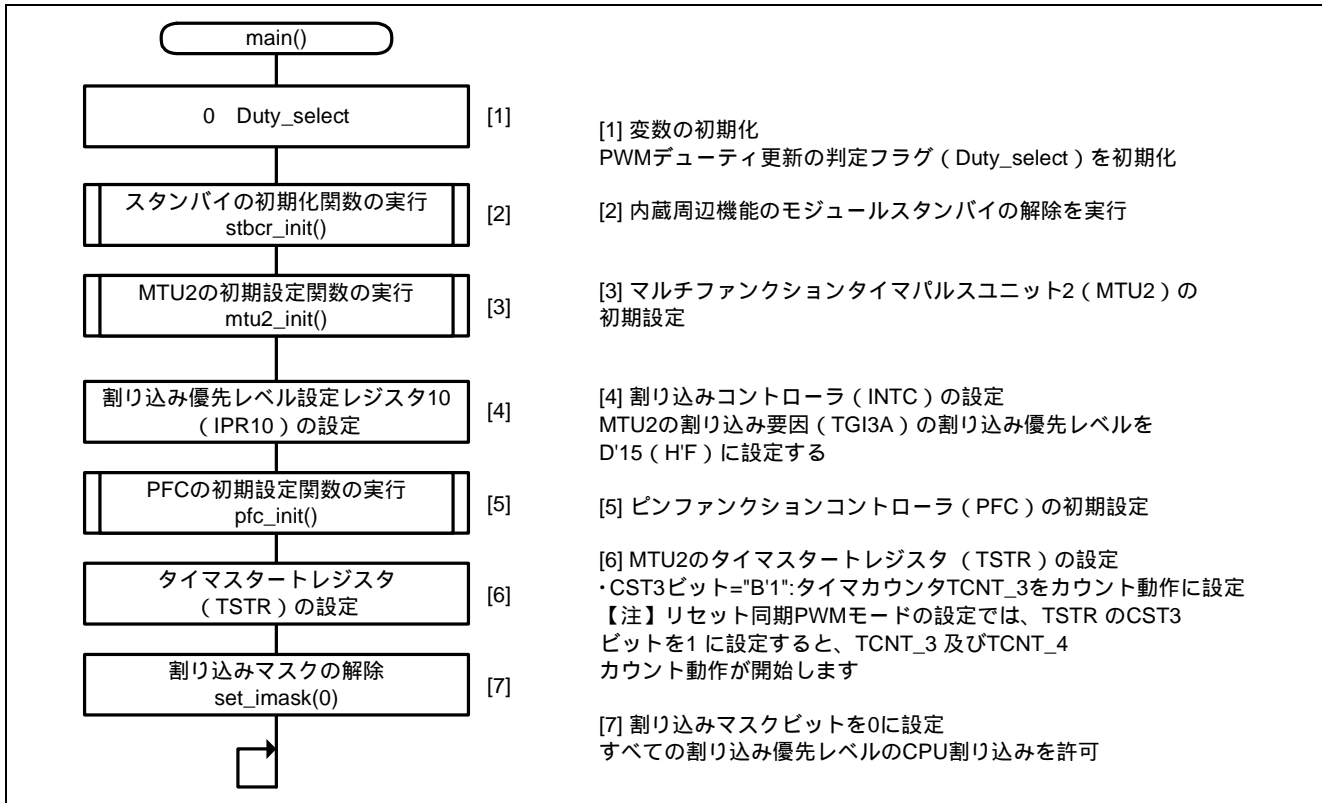 main()
0 Duty_select
[1]
スタンバイの初期化関数の実行
stbcr_init()
[2]
MTU2の初期設定関数の実行
mtu2_init()
[3]
割り込み優先レベル設定レジスタ10
(IPR10)の設定
[4]
PFCの初期設定関数の実行
pfc_init()
[5]
タイマスタートレジスタ
(TSTR)の設定
[6]
割り込みマスクの解除
set_imask(0)
[7]
[1] 変数の初期化
PWMデューティ更新の判定フラグ(Duty_select)を初期化
[2] 内蔵周辺機能のモジュールスタンバイの解除を実行
[3] マルチファンクションタイマパルスユニット2(MTU2)の
初期設定
[4] 割り込みコントローラ(INTC)の設定
MTU2の割り込み要因(TGI3A)の割り込み優先レベルを
D'15(H'F)に設定する
[5] ピンファンクションコントローラ(PFC)の初期設定
[6] MTU2のタイマスタートレジスタ (TSTR)の設定
・CST3ビット="B'1":タイマカウンタTCNT_3をカウント動作に設定
【注】リセット同期PWMモードの設定では、TSTR のCST3
ビットを1 に設定すると、TCNT_3 及びTCNT_4
カウント動作が開始します
[7] 割り込みマスクビットを0に設定
すべての割り込み優先レベルのCPU割り込みを許可